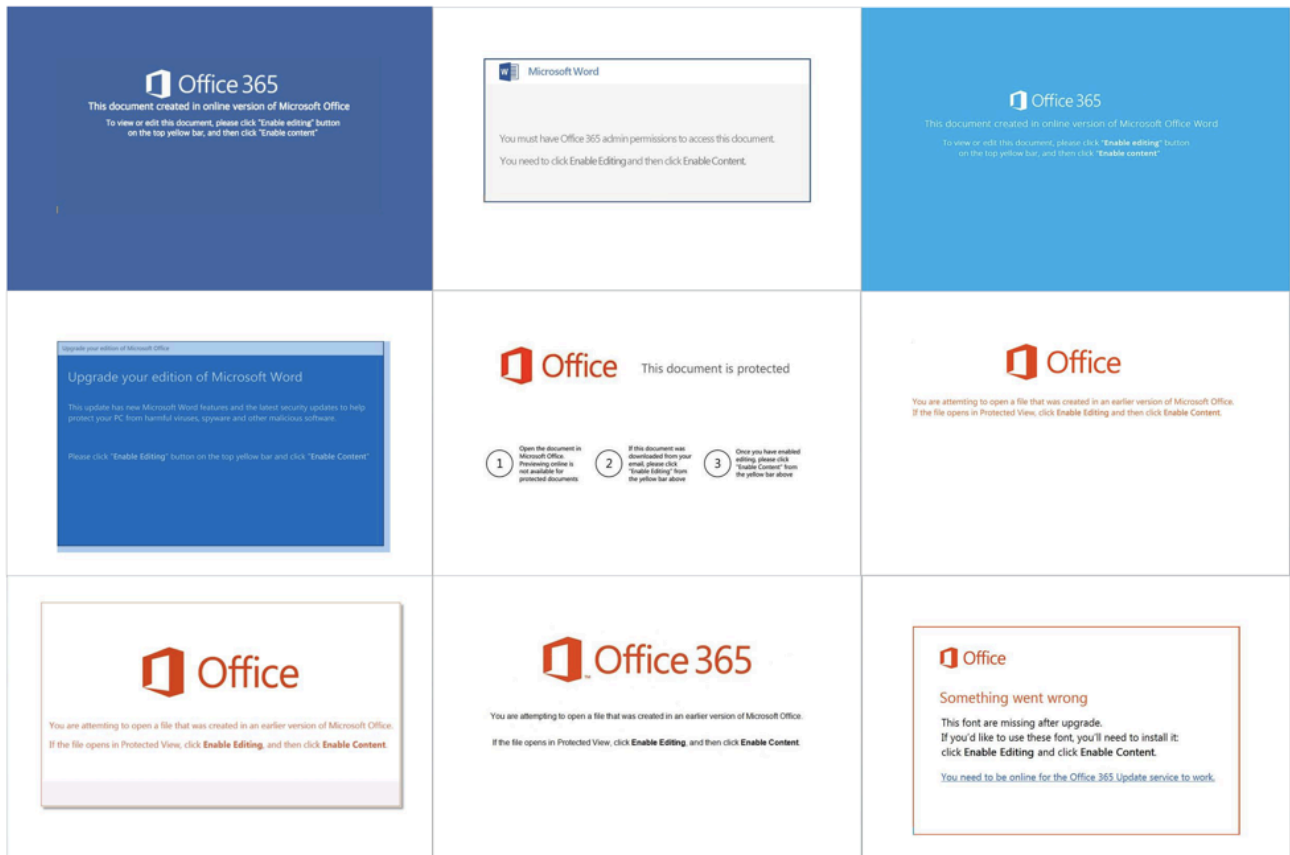 Office 365
This document created in online version of Microsoft Office
To view or edit this document, please click "Enable editing" button
on the top yellow bar, and then click "Enable content"
Microsoft Word
You must have Office 365 admin permissions to access this document.
You need to click Enable Editing and then click Enable Content.
Office 365
This document created in online version of Microsoft Office Word
To view or edit this document, please click "Enable editing" button
on the top yellow bar, and then click "Enable content"
Upgrade your edition of Microsoft Office
Upgrade your edition of Microsoft Word
This update has new Microsoft Word features and the latest security updates to help
protect your PC from harmful viruses, spyware and other malicious software.
Please click "Enable Editing" button on the top yellow bar and click "Enable Content"
Office
This document is protected
1
Open the document in
Microsoft Office.
Previewing online is
not available for
protected documents
2
If this document was
downloaded from your
email, please click
"Enable Editing" from
the yellow bar above
3
Once you have enabled
editing, please click
"Enable Content" from
the yellow bar above
Office
You are attemting to open a file that was created in an earlier version of Microsoft Office.
If the file opens in Protected View, click Enable Editing and then click Enable Content.
Office
You are attemting to open a file that was created in an earlier version of Microsoft Office.
If the file opens in Protected View, click Enable Editing, and then click Enable Content.
Office 365
You are attempting to open a file that was created in an earlier version of Microsoft Office.
If the file opens in Protected View, click Enable Editing, and then click Enable Content.
Office
Something went wrong
This font are missing after upgrade.
If you'd like to use these font, you'll need to install it:
click Enable Editing and click Enable Content.
You need to be online for the Office 365 Update service to work.